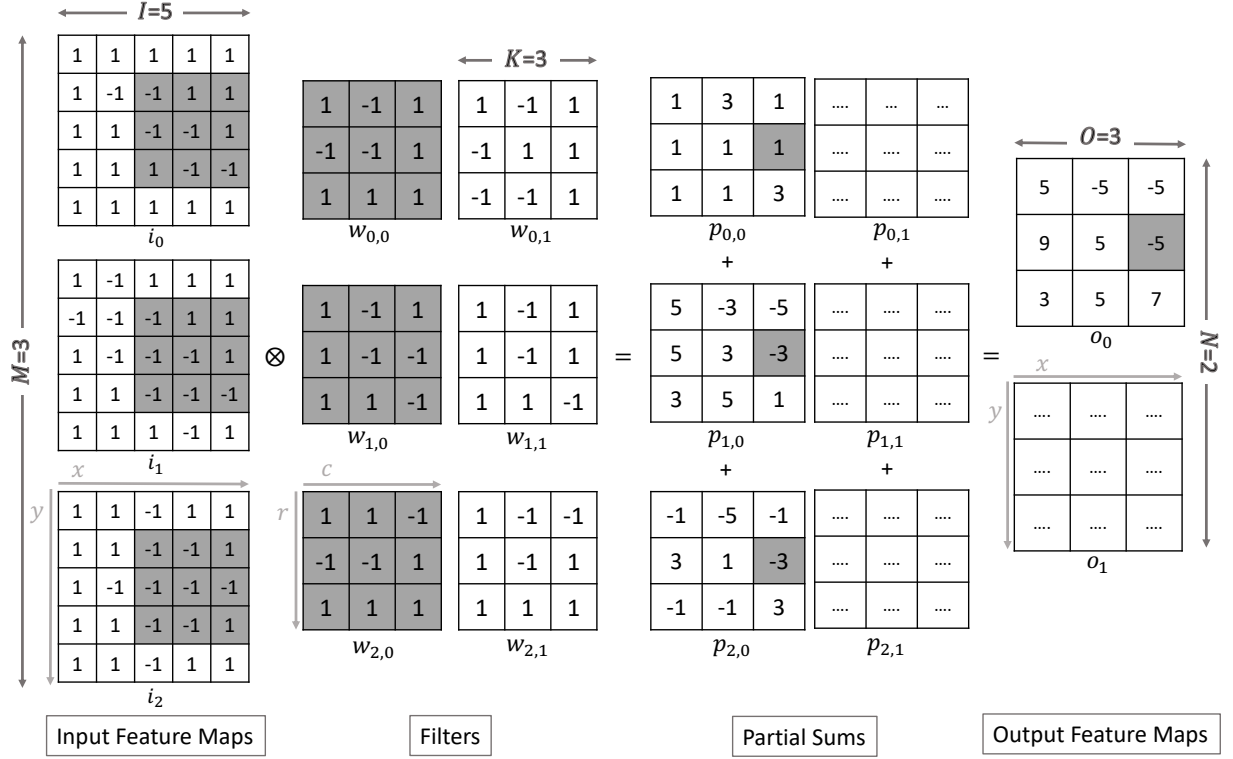 I=5
M=3
1 1 1 1 1
1 -1 -1 1 1
1 1 -1 -1 1
1 1 1 -1 -1
1 1 1 1 1
i₀
1 -1 1 1 1
-1 -1 -1 1 1
1 -1 -1 -1 1
1 1 -1 -1 -1
1 1 1 -1 1
i₁
x
y
1 1 -1 1 1
1 1 -1 -1 1
1 -1 -1 -1 -1
1 1 -1 -1 1
1 1 -1 1 1
i₂
Input Feature Maps
⊗
K=3
1 -1 1
-1 -1 1
1 1 1
w₀,₀
1 -1 1
-1 1 1
-1 -1 1
w₀,₁
1 -1 1
1 -1 -1
1 1 -1
w₁,₀
1 -1 1
1 -1 1
1 1 -1
w₁,₁
c
r
1 1 -1
-1 -1 1
1 1 1
w₂,₀
1 -1 -1
1 -1 1
1 1 1
w₂,₁
Filters
=
1 3 1
1 1 1
1 1 3
p₀,₀
+
.... ... ...
.... .... ....
.... .... ....
p₀,₁
+
5 -3 -5
5 3 -3
3 5 1
p₁,₀
+
.... .... ....
.... .... ....
.... .... ....
p₁,₁
+
-1 -5 -1
3 1 -3
-1 -1 3
p₂,₀
.... .... ....
.... .... ....
.... .... ....
p₂,₁
Partial Sums
=
O=3
N=2
5 -5 -5
9 5 -5
3 5 7
o₀
x
y
.... .... ....
.... .... ....
.... .... ....
o₁
Output Feature Maps